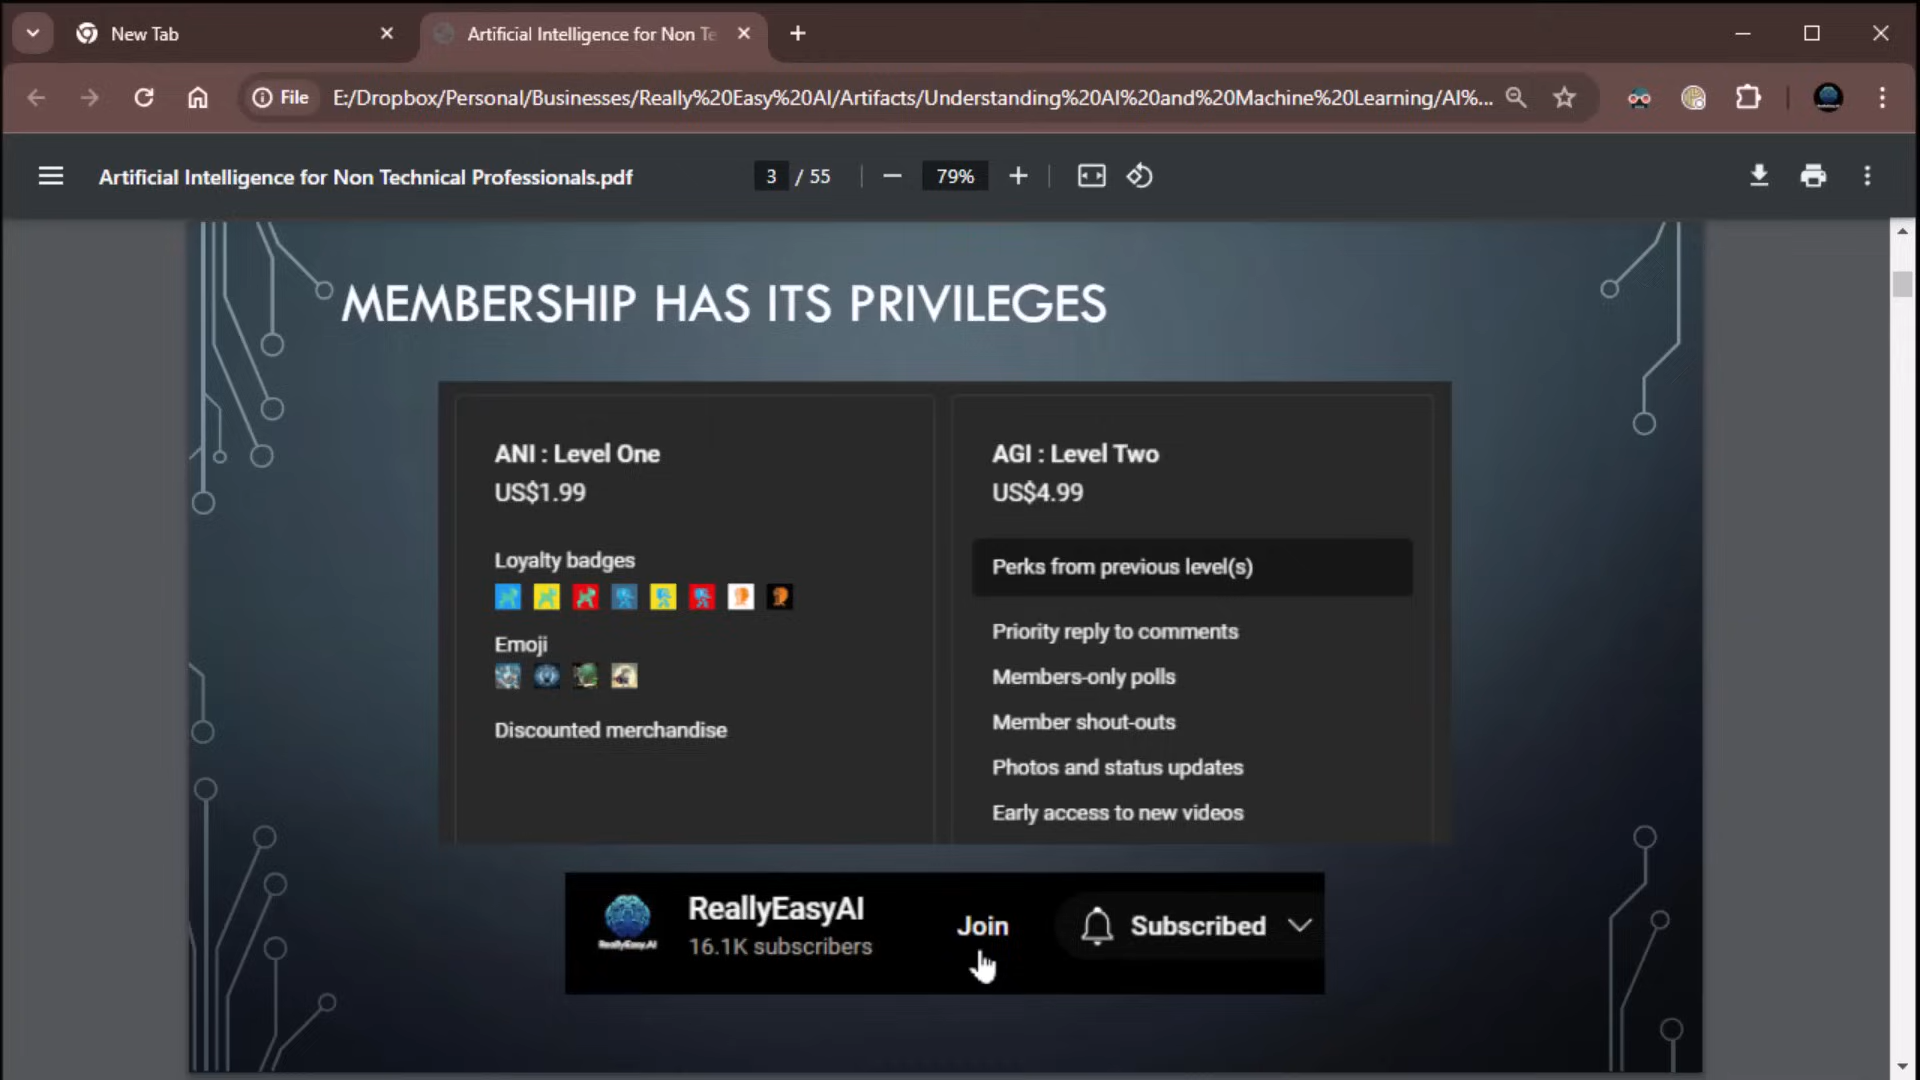 New Tab
Artificial Intelligence for Non Te
File
E:/Dropbox/Personal/Businesses/Really%20Easy%20AI/Artifacts/Understanding%20AI%20and%20Machine%20Learning/AI%...
Artificial Intelligence for Non Technical Professionals.pdf
3 / 55
79%
MEMBERSHIP HAS ITS PRIVILEGES
ANI : Level One
US$1.99
Loyalty badges
Emoji
Discounted merchandise
AGI : Level Two
US$4.99
Perks from previous level(s)
Priority reply to comments
Members-only polls
Member shout-outs
Photos and status updates
Early access to new videos
ReallyEasy.AI
ReallyEasyAI
16.1K subscribers
Join
Subscribed